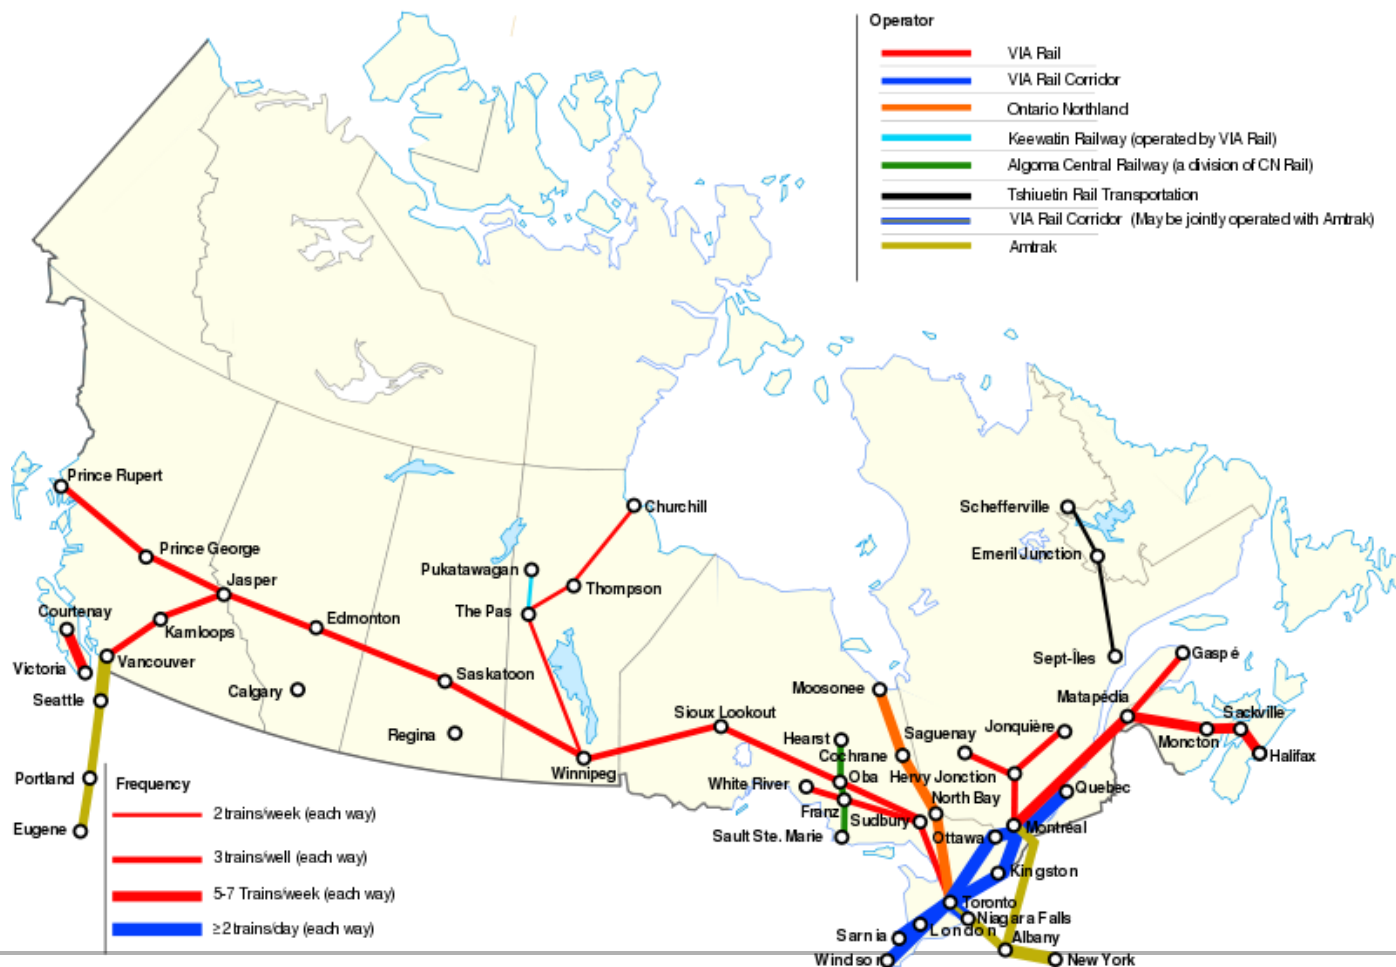 Operator
VIA Rail
VIA Rail Corridor
Ontario Northland
Keewatin Railway (operated by VIA Rail)
Algoma Central Railway (a division of CN Rail)
Tshiuetin Rail Transportation
VIA Rail Corridor (May be jointly operated with Amtrak)
Amtrak
Prince Rupert
Churchill
Schefferville
Prince George
Emeril Junction
Jasper
Pukatawagan
Thompson
Courtenay
The Pas
Edmonton
Kamloops
Vancouver
Sept-Îles
Gaspé
Victoria
Saskatoon
Seattle
Calgary
Moosonee
Matapédia
Sioux Lookout
Sackville
Regina
Hearst
Saguenay
Jonquière
Moncton
Halifax
Cochrane
Winnipeg
Oba
Hervy Jonction
Portland
White River
Quebec
North Bay
Franz
Sudbury
Montréal
Eugene
Sault Ste. Marie
Ottawa
Kingston
Toronto
Niagara Falls
London
Sarnia
Albany
Windsor
New York
Frequency
2 trains/week (each way)
3 trains/well (each way)
5-7 Trains/week (each way)
≥2 trains/day (each way)